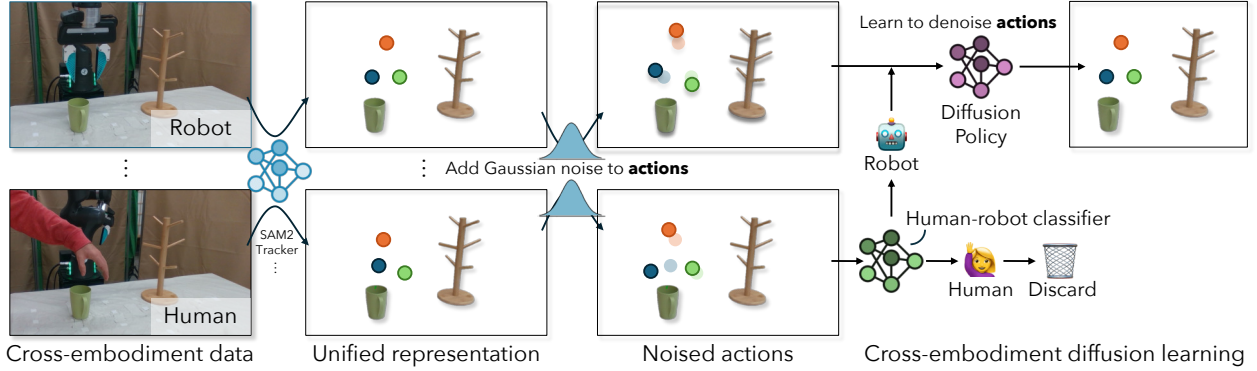 Robot
Human
SAM2
Tracker
Add Gaussian noise to actions
Learn to denoise actions
Diffusion
Policy
Robot
Human-robot classifier
Human
Discard
Cross-embodiment data
Unified representation
Noised actions
Cross-embodiment diffusion learning